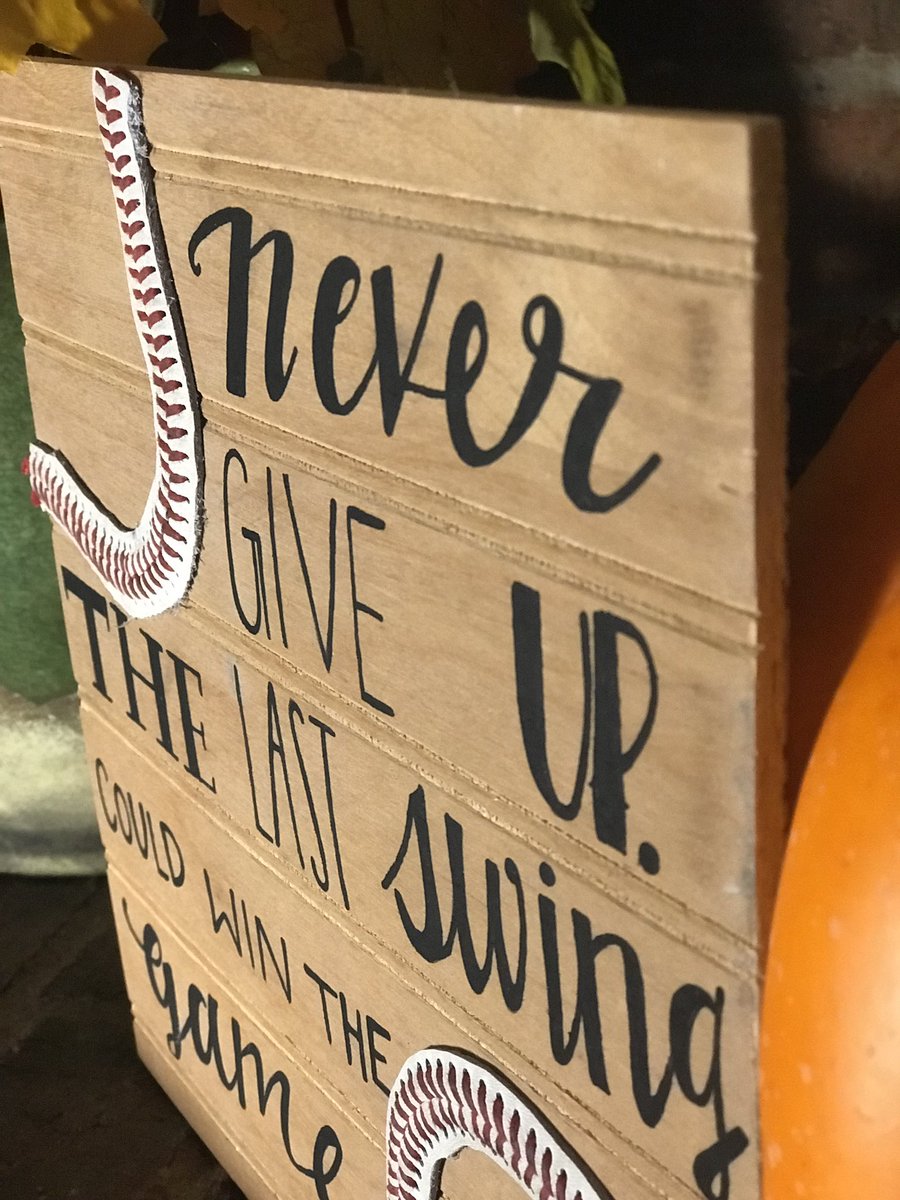 never
GIVE UP.
THE LAST swing
COULD WIN THE
game